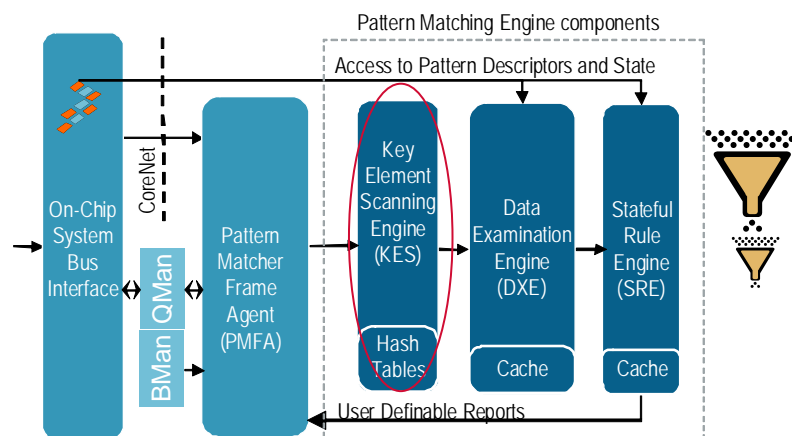 Pattern Matching Engine components
Access to Pattern Descriptors and State
CoreNet
On-Chip
System
Bus
Interface
QMan
BMan
Pattern
Matcher
Frame
Agent
(PMFA)
Key
Element
Scanning
Engine
(KES)
Hash
Tables
Data
Examination
Engine
(DXE)
Cache
Stateful
Rule
Engine
(SRE)
Cache
User Definable Reports